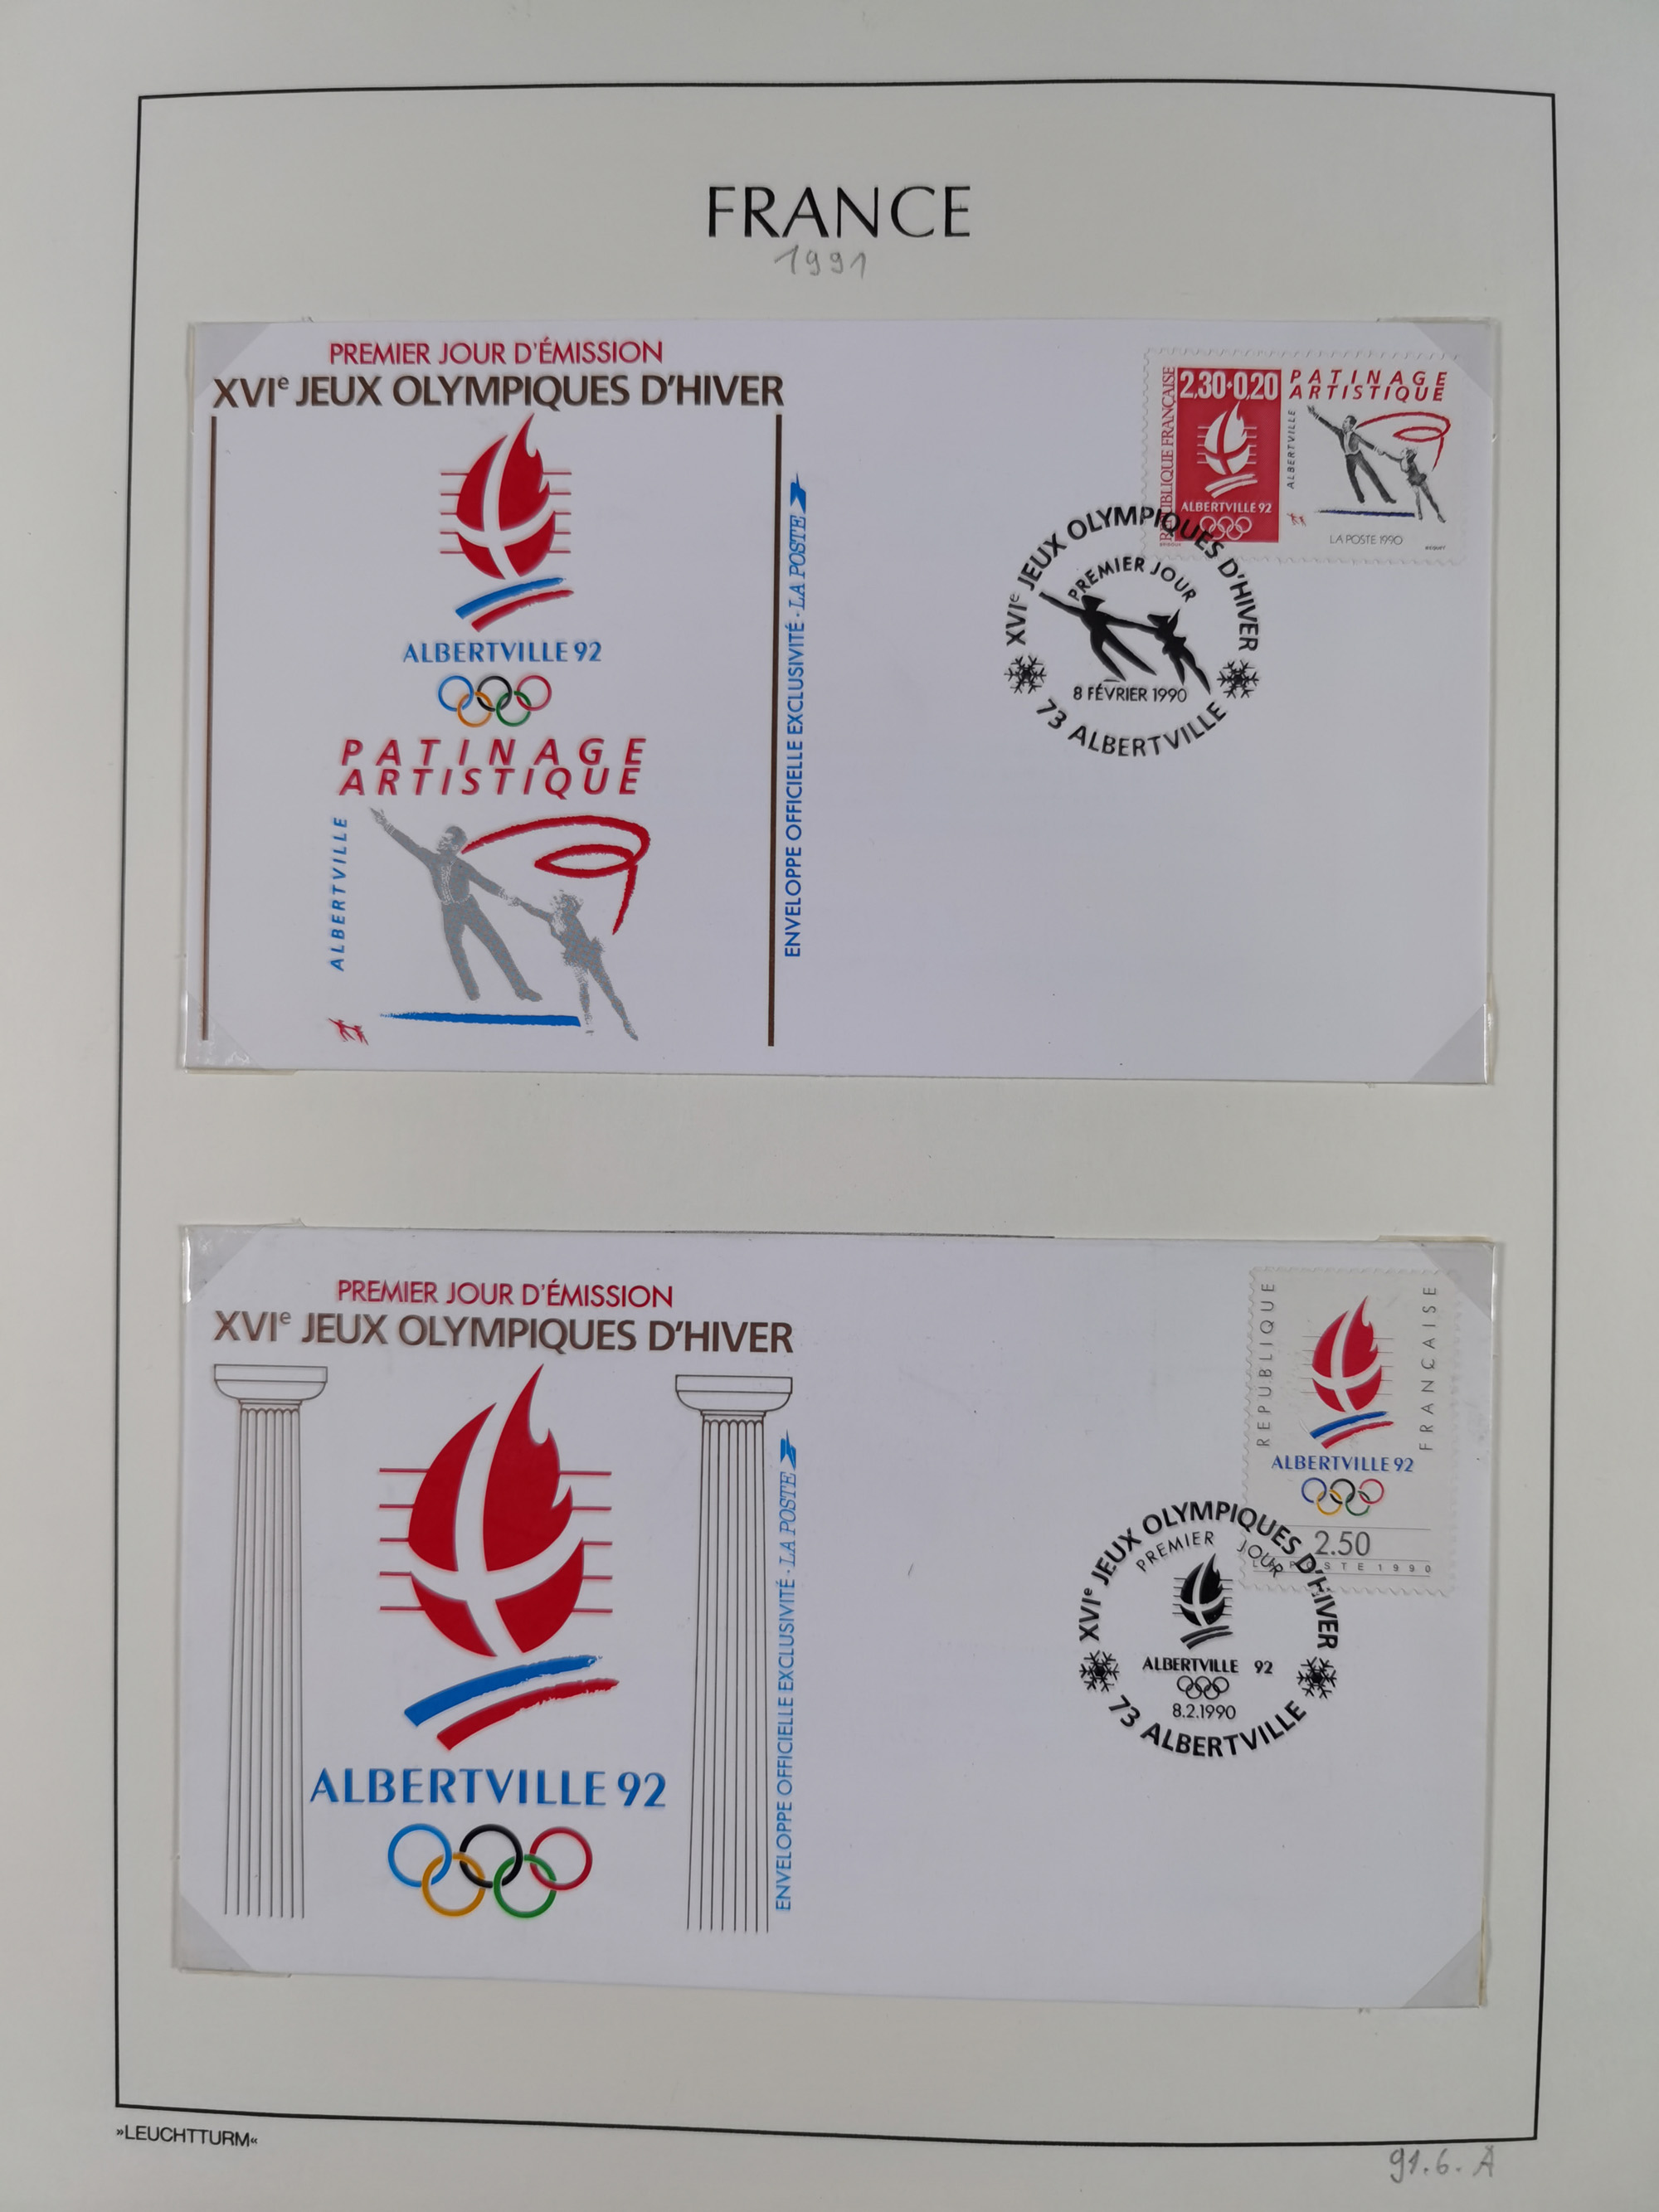 FRANCE
1991
PREMIER JOUR D'ÉMISSION
XVIe JEUX OLYMPIQUES D'HIVER
ALBERTVILLE 92
PATINAGE
ARTISTIQUE
ALBERTVILLE
ENVELOPPE OFFICIELLE EXCLUSIVITÉ - LA POSTE
RÉPUBLIQUE FRANÇAISE
2,30+0,20
ALBERTVILLE 92
PATINAGE
ARTISTIQUE
ALBERTVILLE
LA POSTE 1990
XVIe JEUX OLYMPIQUES D'HIVER
PREMIER JOUR
8 FÉVRIER 1990
73 ALBERTVILLE
PREMIER JOUR D'ÉMISSION
XVIe JEUX OLYMPIQUES D'HIVER
ALBERTVILLE 92
ENVELOPPE OFFICIELLE EXCLUSIVITÉ - LA POSTE
REPUBLIQUE
FRANÇAISE
ALBERTVILLE 92
2.50
LA POSTE 1990
XVIe JEUX OLYMPIQUES D'HIVER
PREMIER JOUR
ALBERTVILLE 92
8.2.1990
73 ALBERTVILLE
»LEUCHTTURM«
91.6.A